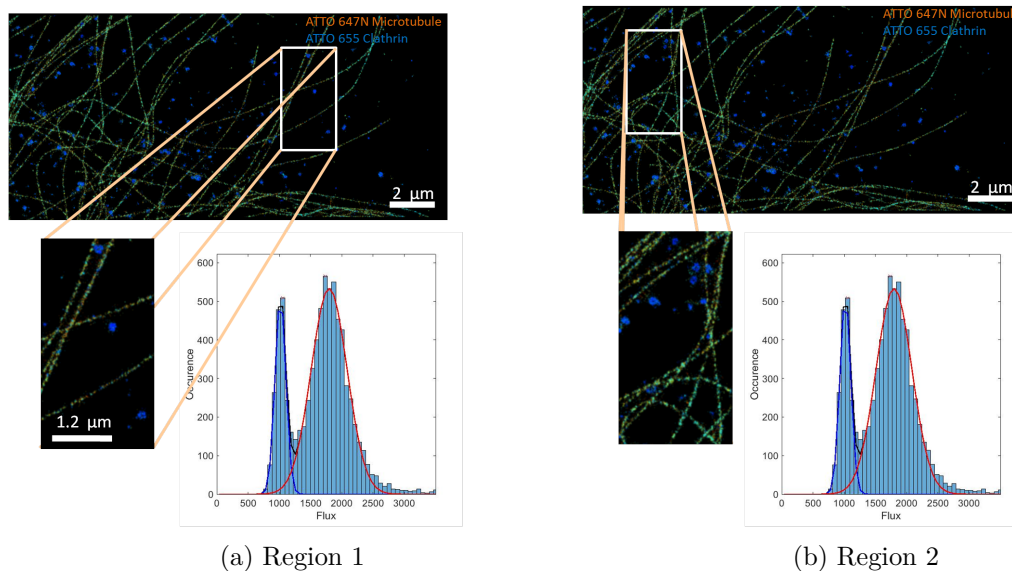 ATTO 647N Microtubule
ATTO 655 Clathrin
2 μm
1.2 μm
600
500
400
300
200
100
0
Occurence
0 500 1000 1500 2000 2500 3000
Flux
(a) Region 1
ATTO 647N Microtubul
ATTO 655 Clathrin
2 μm
600
500
400
300
200
100
0
Occurence
0 500 1000 1500 2000 2500 3000
Flux
(b) Region 2